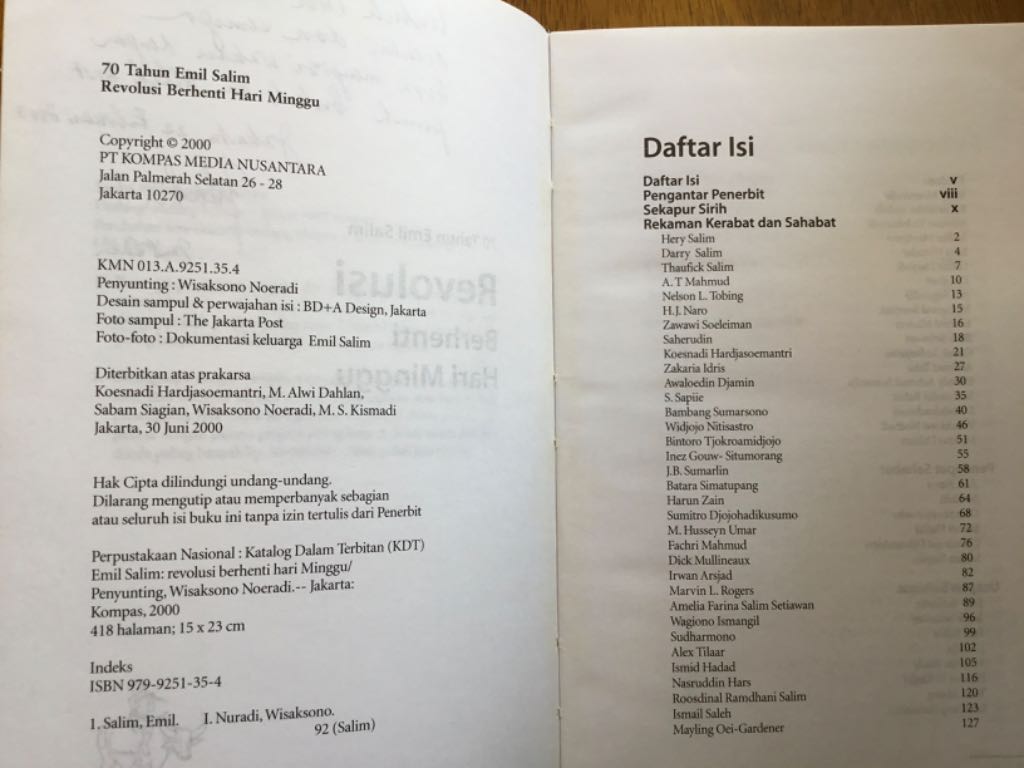 70 Tahun Emil Salim
Revolusi Berhenti Hari Minggu
Copyright © 2000
PT KOMPAS MEDIA NUSANTARA
Jalan Palmerah Selatan 26 - 28
Jakarta 10270
KMN 013.A.9251.35.4
Penyunting : Wisaksono Noeradi
Desain sampul & perwajahan isi : BD+A Design, Jakarta
Foto sampul : The Jakarta Post
Foto-foto : Dokumentasi keluarga Emil Salim
Diterbitkan atas prakarsa
Koesnadi Hardjasoemantri, M. Alwi Dahlan,
Sabam Siagian, Wisaksono Noeradi, M. S. Kismadi
Jakarta, 30 Juni 2000
Hak Cipta dilindungi undang-undang.
Dilarang mengutip atau memperbanyak sebagian
atau seluruh isi buku ini tanpa izin tertulis dari Penerbit
Perpustakaan Nasional : Katalog Dalam Terbitan (KDT)
Emil Salim: revolusi berhenti hari Minggu/
Penyunting, Wisaksono Noeradi.-- Jakarta:
Kompas, 2000
418 halaman; 15 x 23 cm
Indeks
ISBN 979-9251-35-4
1. Salim, Emil. I. Nuradi, Wisaksono.
92 (Salim)
Daftar Isi
Daftar Isi v
Pengantar Penerbit viii
Sekapur Sirih x
Rekaman Kerabat dan Sahabat
Hery Salim 2
Darry Salim 4
Thaufick Salim 7
A. T Mahmud 10
Nelson L. Tobing 13
H.J. Naro 15
Zawawi Soeleiman 16
Saherudin 18
Koesnadi Hardjasoemantri 21
Zakaria Idris 27
Awaloedin Djamin 30
S. Sapiie 35
Bambang Sumarsono 40
Widjojo Nitisastro 46
Bintoro Tjokroamidjojo 51
Inez Gouw- Situmorang 55
J.B. Sumarlin 58
Batara Simatupang 61
Harun Zain 64
Sumitro Djojohadikusumo 68
M. Husseyn Umar 72
Fachri Mahmud 76
Dick Mullineaux 80
Irwan Arsjad 82
Marvin L. Rogers 87
Amelia Farina Salim Setiawan 89
Wagiono Ismangil 96
Sudharmono 99
Alex Tilaar 102
Ismid Hadad 105
Nasruddin Hars 116
Roosdinal Ramdhani Salim 120
Ismail Saleh 123
Mayling Oei-Gardener 127